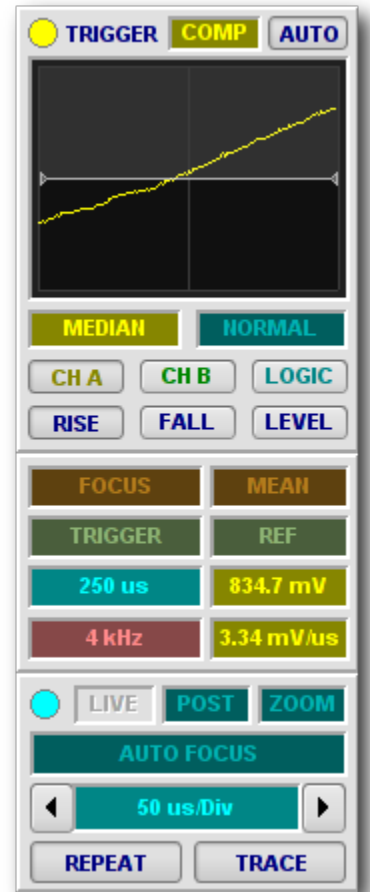 TRIGGER COMP AUTO
MEDIAN NORMAL
CH A CH B LOGIC
RISE FALL LEVEL
FOCUS MEAN
TRIGGER REF
250 us 834.7 mV
4 kHz 3.34 mV/us
LIVE POST ZOOM
AUTO FOCUS
50 us/Div
REPEAT TRACE